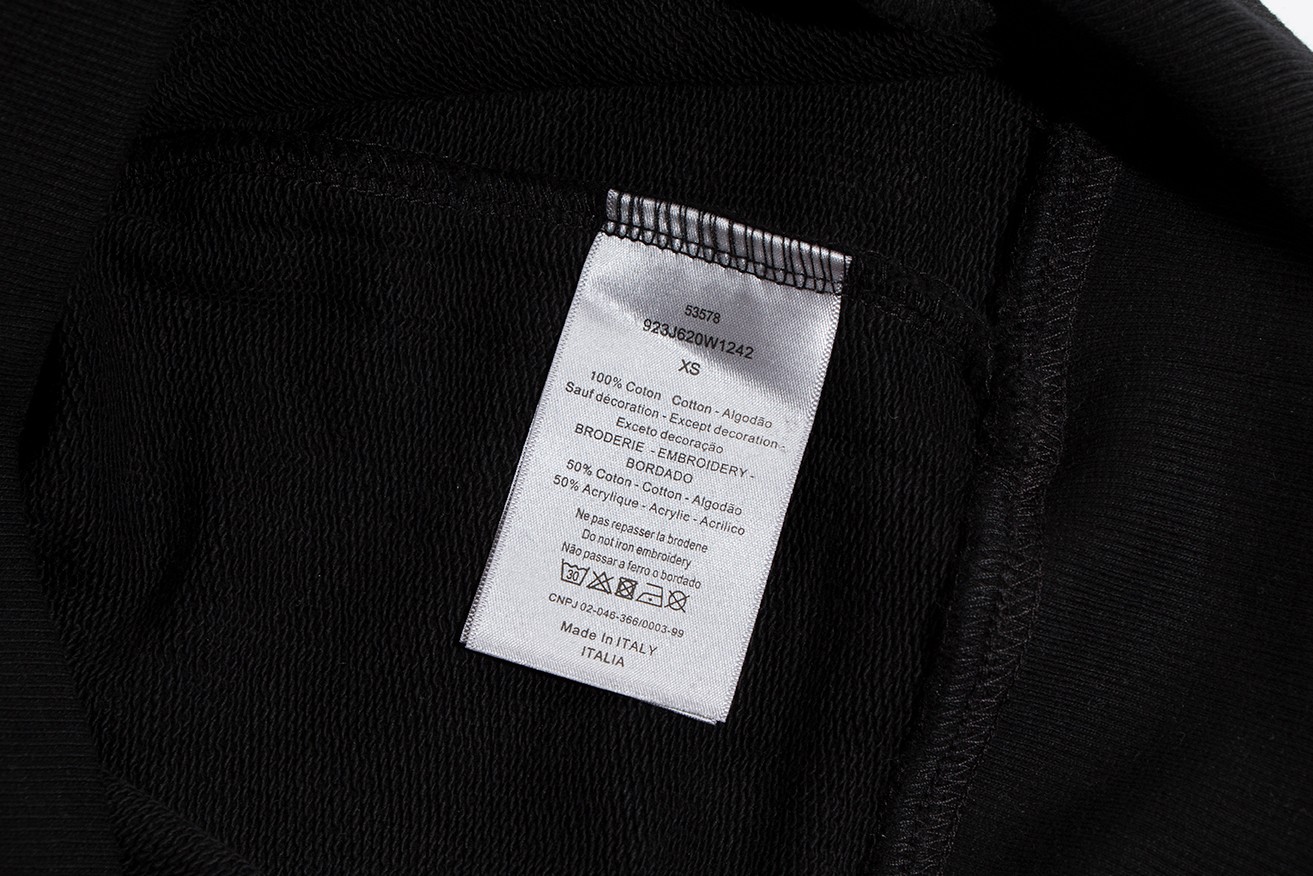 53578
923J620W1242
XS
100% Coton Cotton - Algodão
Sauf décoration - Except decoration -
Exceto decoração
BRODERIE - EMBROIDERY -
BORDADO
50% Coton - Cotton - Algodão
50% Acrylique - Acrylic - Acrilico
Ne pas repasser la brodene
Do not iron embroidery
Não passar a ferro o bordado
30
CNPJ 02-046-366/0003-99
Made In ITALY
ITALIA